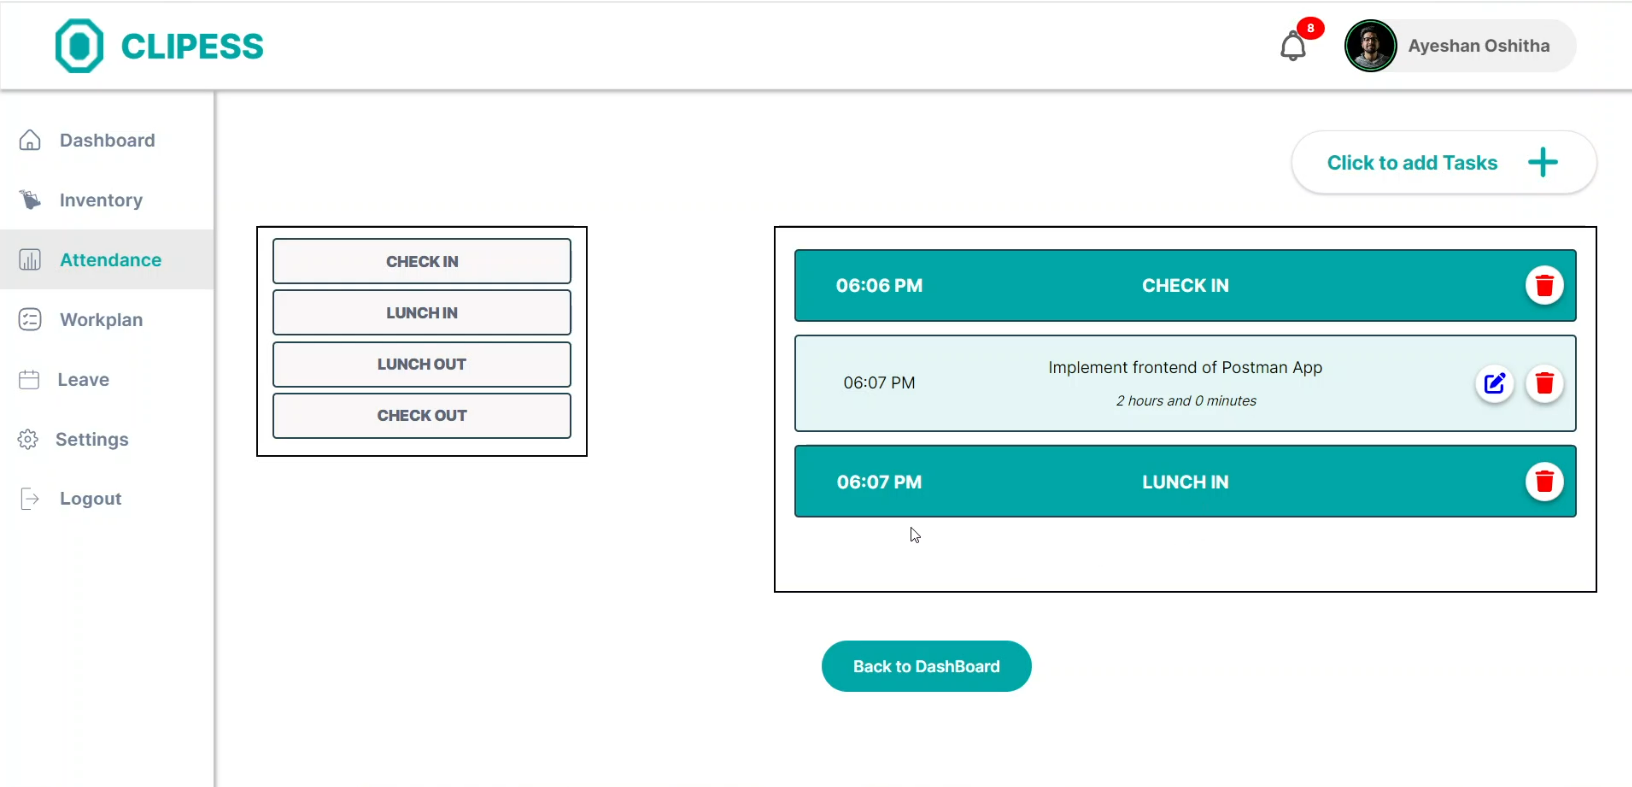 CLIPESS
8
Ayeshan Oshitha
Dashboard
Inventory
Attendance
Workplan
Leave
Settings
Logout
Click to add Tasks
CHECK IN
LUNCH IN
LUNCH OUT
CHECK OUT
06:06 PM CHECK IN
06:07 PM Implement frontend of Postman App
2 hours and 0 minutes
06:07 PM LUNCH IN
Back to DashBoard